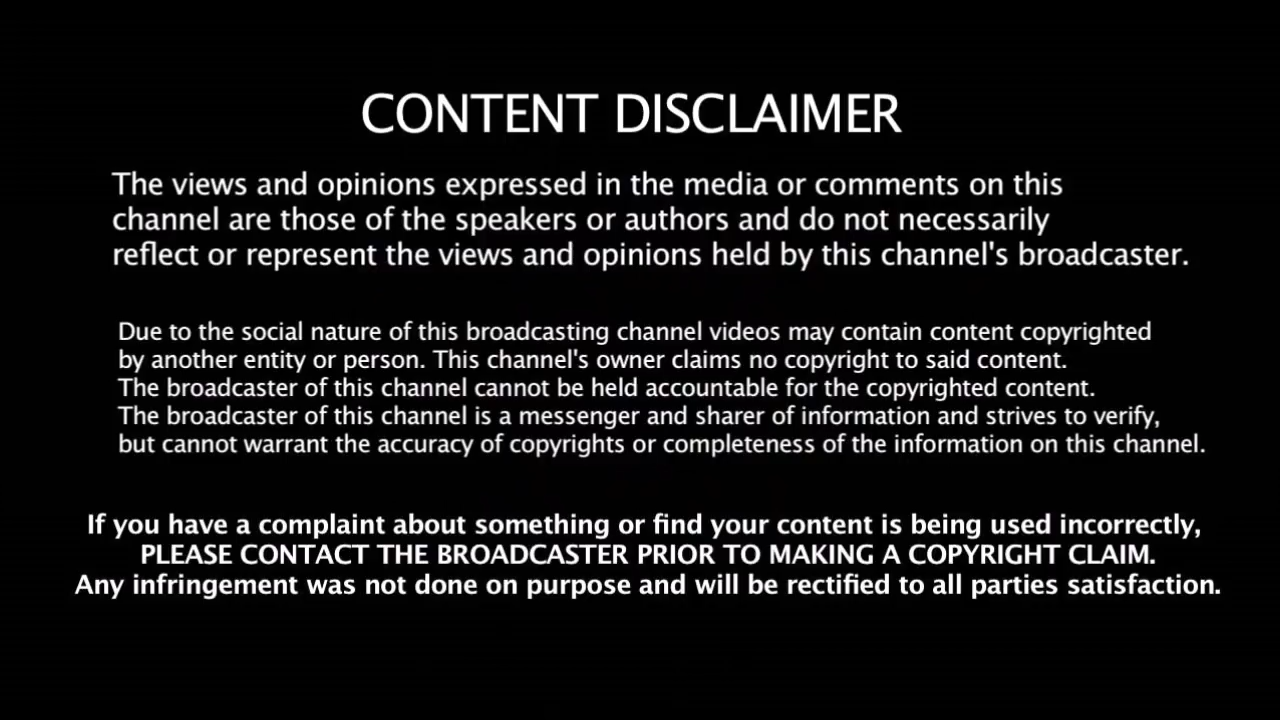 CONTENT DISCLAIMER
The views and opinions expressed in the media or comments on this
channel are those of the speakers or authors and do not necessarily
reflect or represent the views and opinions held by this channel's broadcaster.
Due to the social nature of this broadcasting channel videos may contain content copyrighted
by another entity or person. This channel's owner claims no copyright to said content.
The broadcaster of this channel cannot be held accountable for the copyrighted content.
The broadcaster of this channel is a messenger and sharer of information and strives to verify,
but cannot warrant the accuracy of copyrights or completeness of the information on this channel.
If you have a complaint about something or find your content is being used incorrectly,
PLEASE CONTACT THE BROADCASTER PRIOR TO MAKING A COPYRIGHT CLAIM.
Any infringement was not done on purpose and will be rectified to all parties satisfaction.